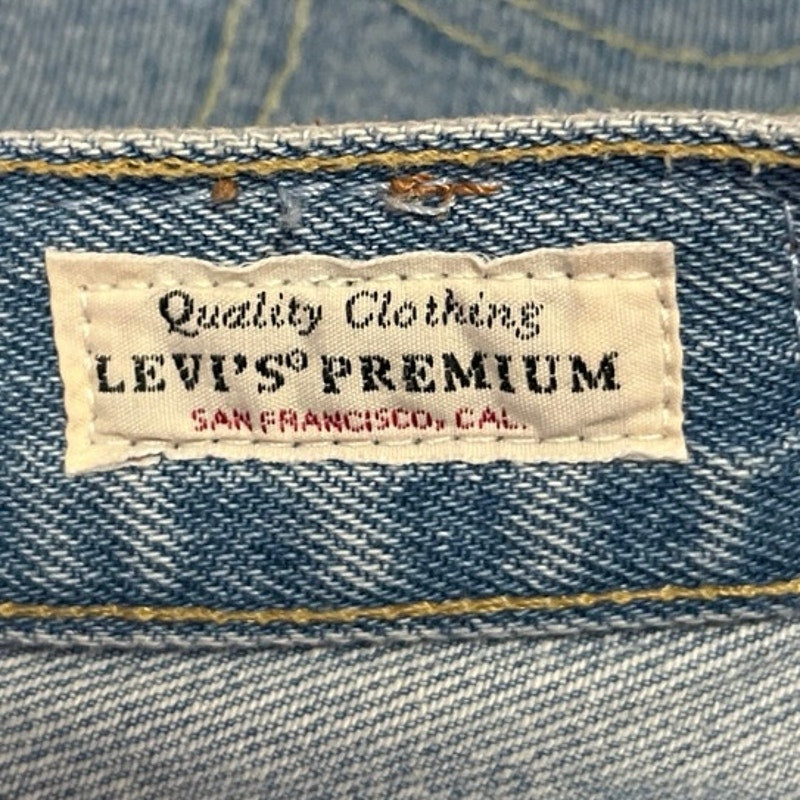 Quality Clothing
LEVI'S® PREMIUM
SAN FRANCISCO, CAL.